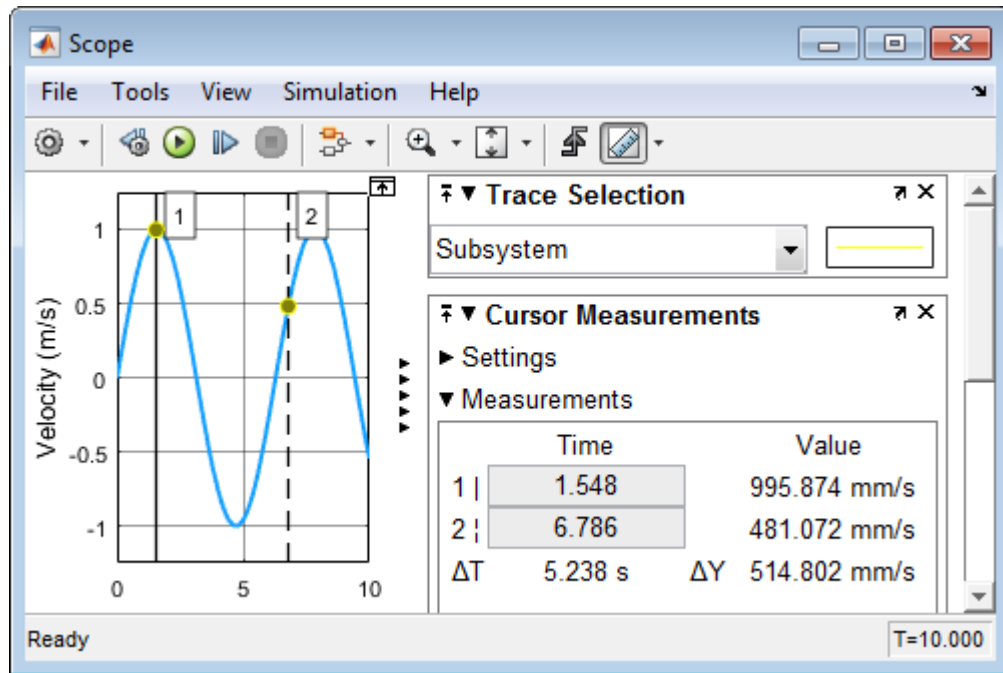 Scope
File Tools View Simulation Help
1 2
1
0.5
0
-0.5
-1
Velocity (m/s)
0 5 10
Trace Selection
Subsystem
Cursor Measurements
Settings
Measurements
Time Value
1 | 1.548 995.874 mm/s
2 ¦ 6.786 481.072 mm/s
ΔT 5.238 s ΔY 514.802 mm/s
Ready T=10.000